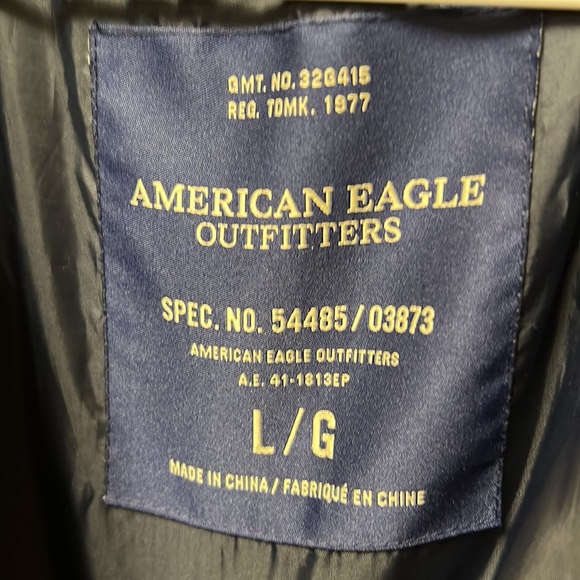 GMT. NO. 32G415
REG. TDMK. 1977
AMERICAN EAGLE
OUTFITTERS
SPEC. NO. 54485/03873
AMERICAN EAGLE OUTFITTERS
A.E. 41-1813EP
L/G
MADE IN CHINA / FABRIQUÉ EN CHINE